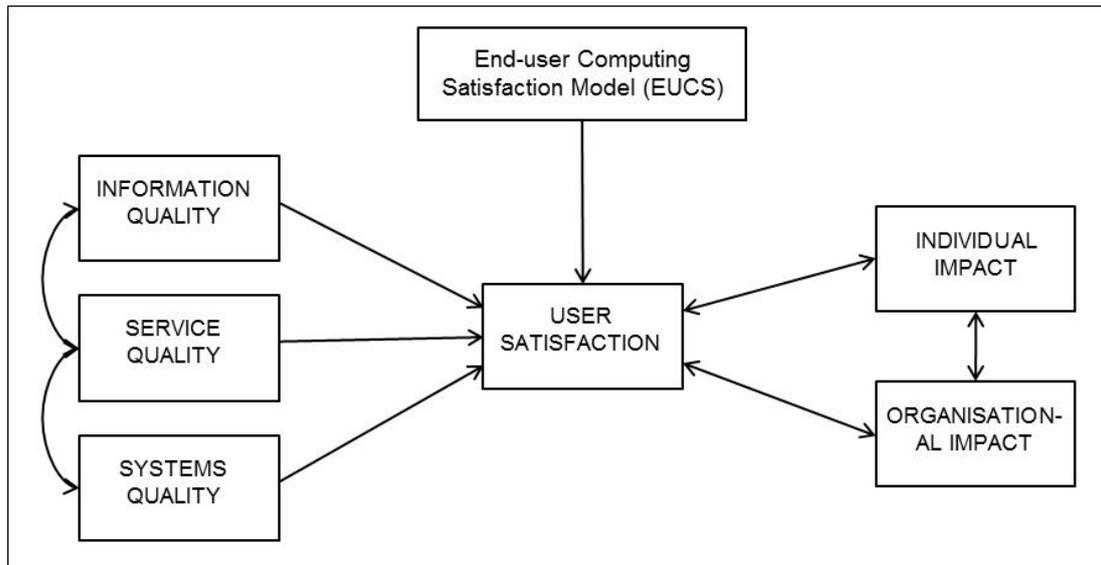 End-user Computing
Satisfaction Model (EUCS)
INFORMATION
QUALITY
SERVICE
QUALITY
SYSTEMS
QUALITY
USER
SATISFACTION
INDIVIDUAL
IMPACT
ORGANISATION-
AL IMPACT